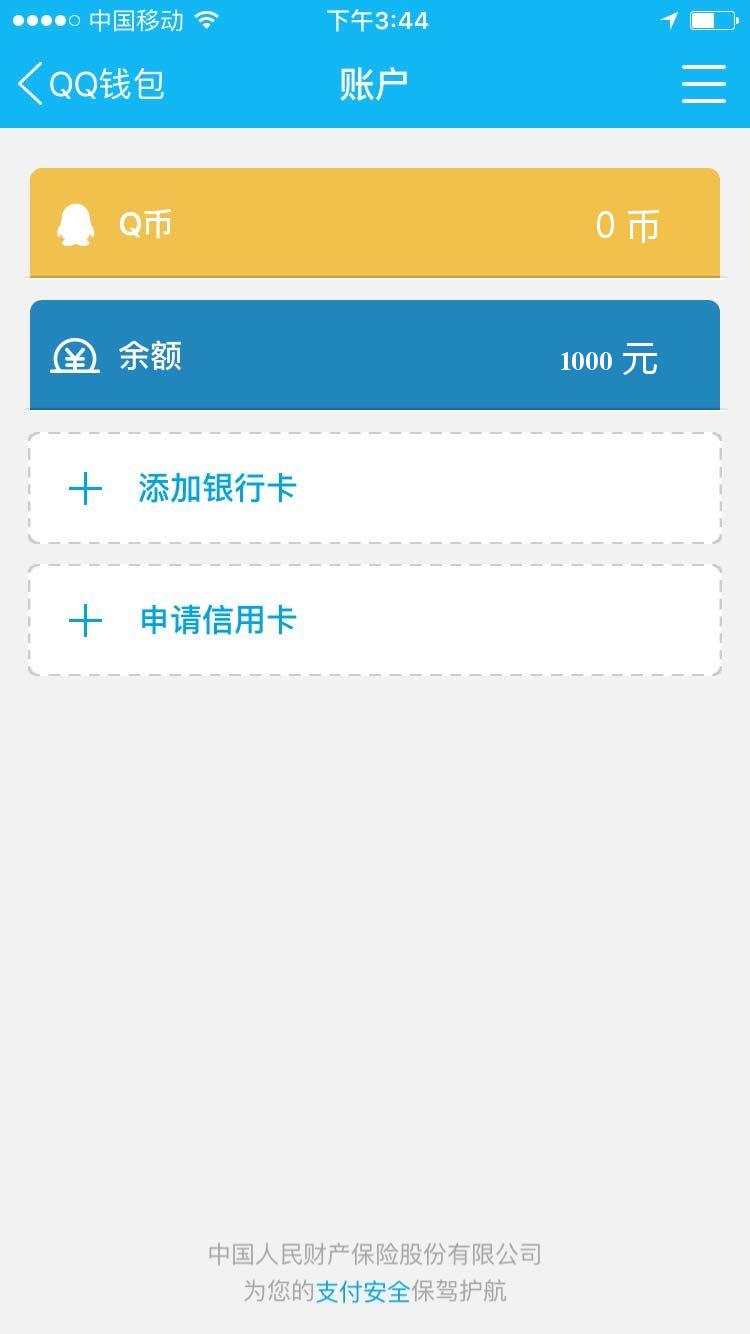 中国移动 下午3:44
QQ钱包 账户
Q币 0 币
余额 1000 元
添加银行卡
申请信用卡
中国人民财产保险股份有限公司
为您的支付安全保驾护航